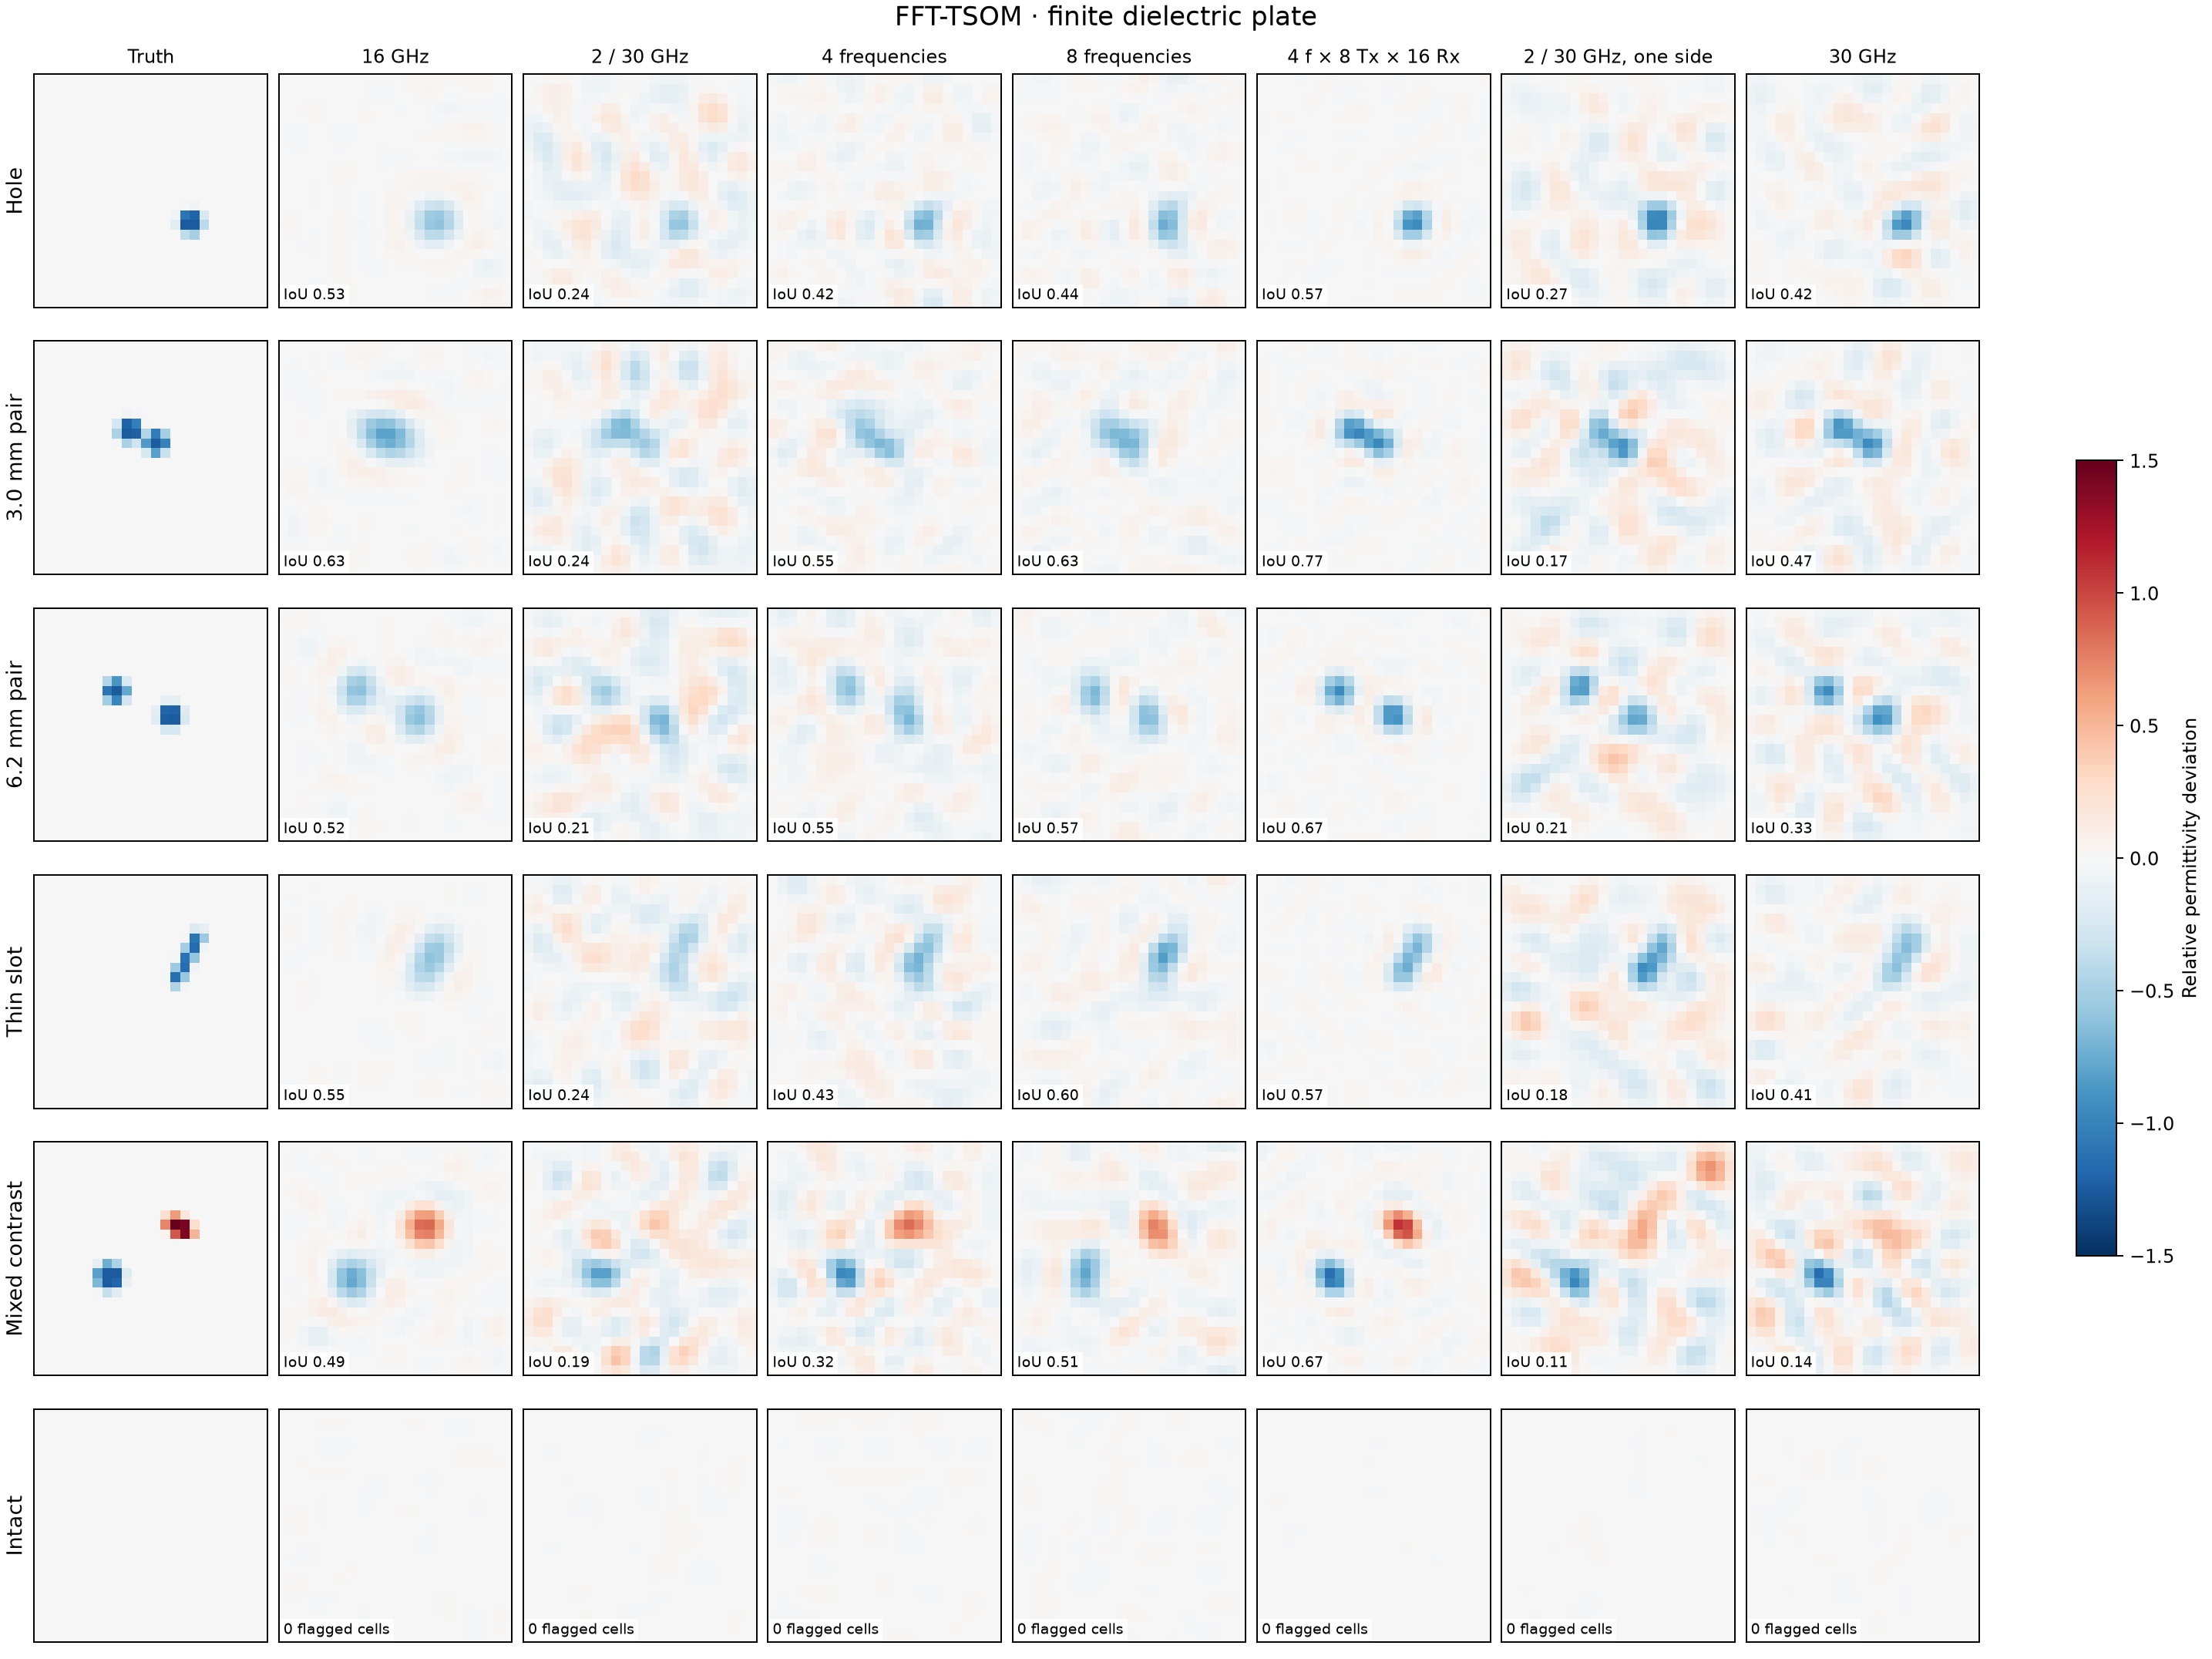 FFT-TSOM · finite dielectric plate
Truth
16 GHz
2 / 30 GHz
4 frequencies
8 frequencies
4 f × 8 Tx × 16 Rx
2 / 30 GHz, one side
30 GHz
Hole
IoU 0.53
IoU 0.24
IoU 0.42
IoU 0.44
IoU 0.57
IoU 0.27
IoU 0.42
3.0 mm pair
IoU 0.63
IoU 0.24
IoU 0.55
IoU 0.63
IoU 0.77
IoU 0.17
IoU 0.47
6.2 mm pair
IoU 0.52
IoU 0.21
IoU 0.55
IoU 0.57
IoU 0.67
IoU 0.21
IoU 0.33
Thin slot
IoU 0.55
IoU 0.24
IoU 0.43
IoU 0.60
IoU 0.57
IoU 0.18
IoU 0.41
Mixed contrast
IoU 0.49
IoU 0.19
IoU 0.32
IoU 0.51
IoU 0.67
IoU 0.11
IoU 0.14
Intact
0 flagged cells
0 flagged cells
0 flagged cells
0 flagged cells
0 flagged cells
0 flagged cells
0 flagged cells
1.5
1.0
0.5
0.0
−0.5
−1.0
−1.5
Relative permittivity deviation